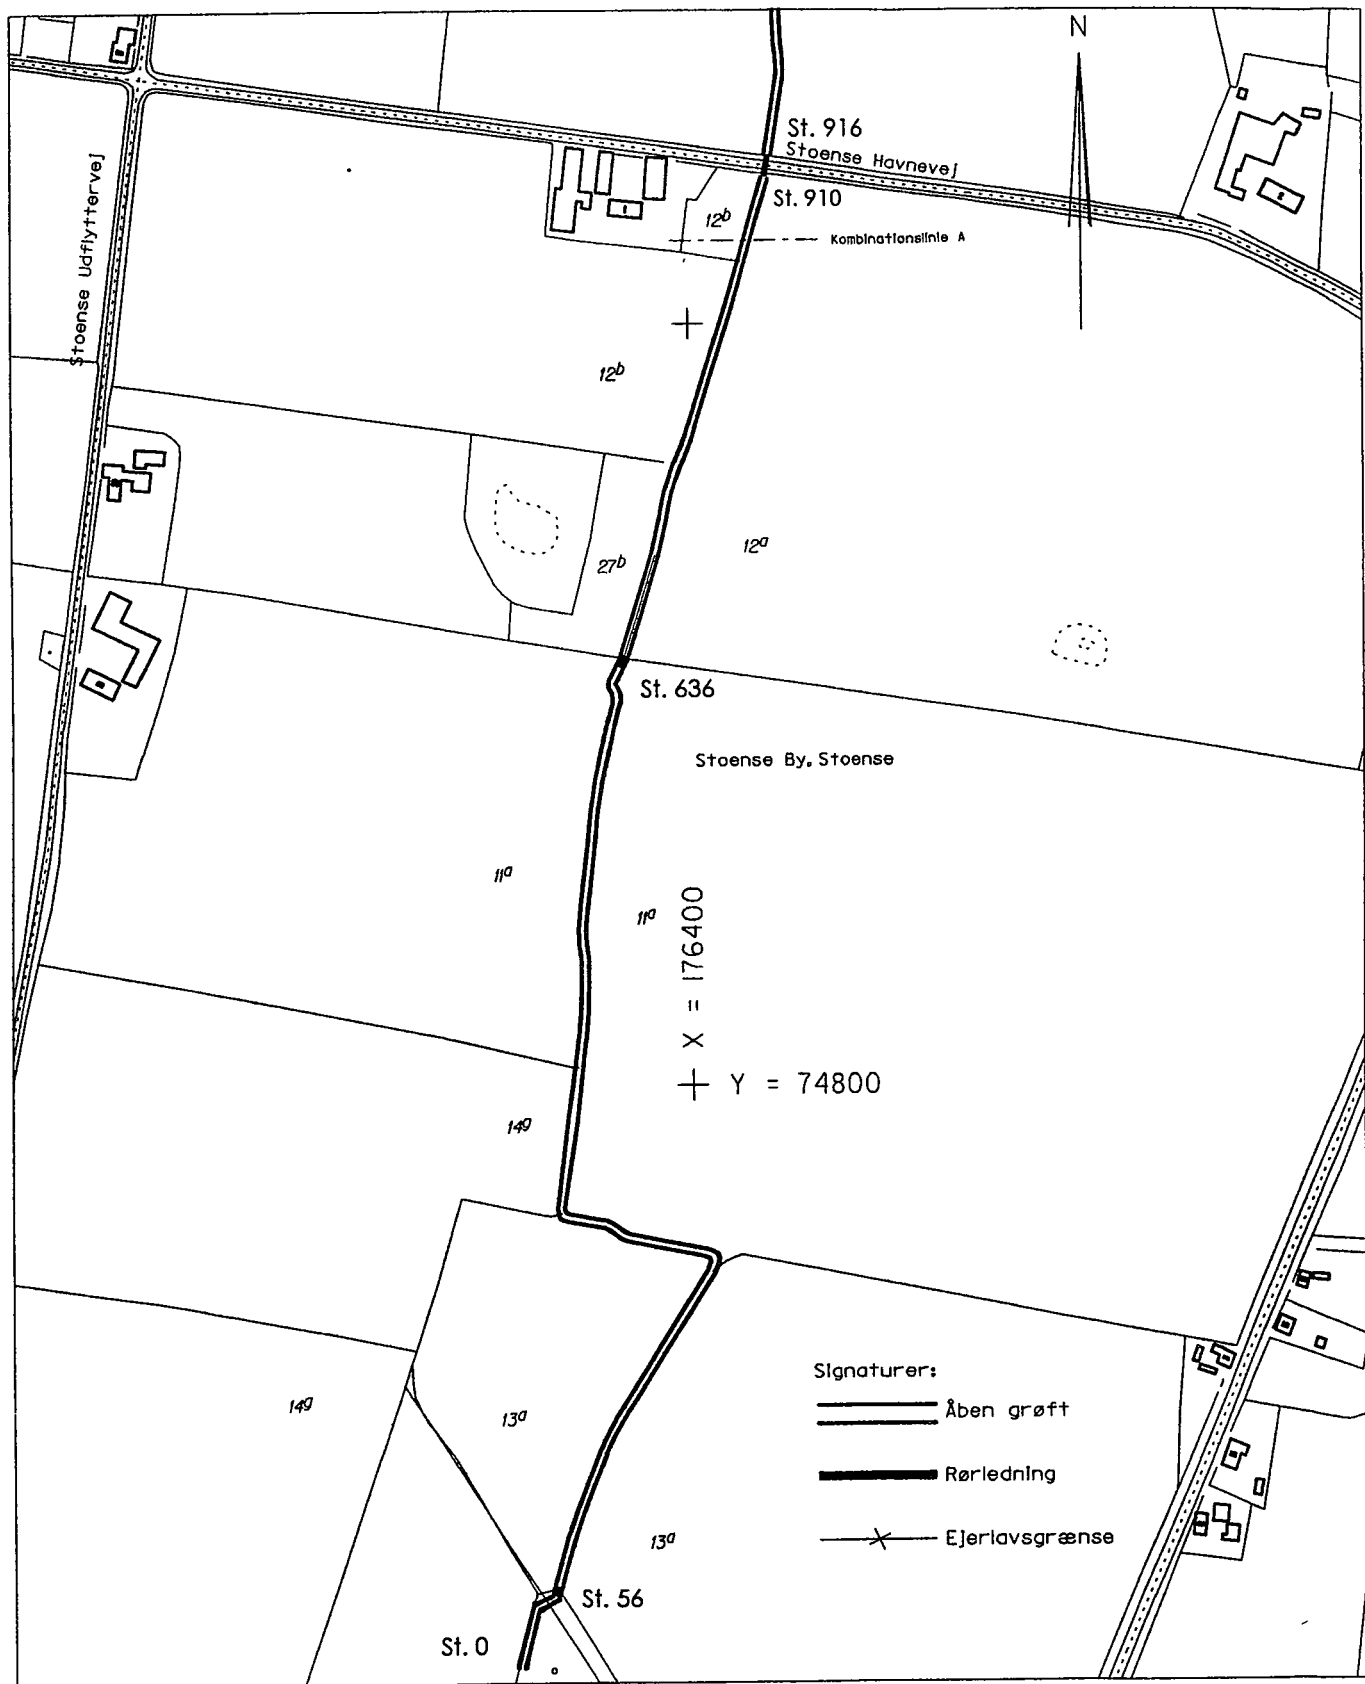 N
St. 916
Stoense Havnevej
St. 910
12b
Kombinationslinie A
Stoense Udflyttervej
12b
12a
27b
St. 636
Stoense By, Stoense
11a
11a
X = 176400
Y = 74800
14g
Signaturer:
Åben grøft
14g
13a
Rørledning
13a
Ejerlavsgrænse
St. 56
St. 0